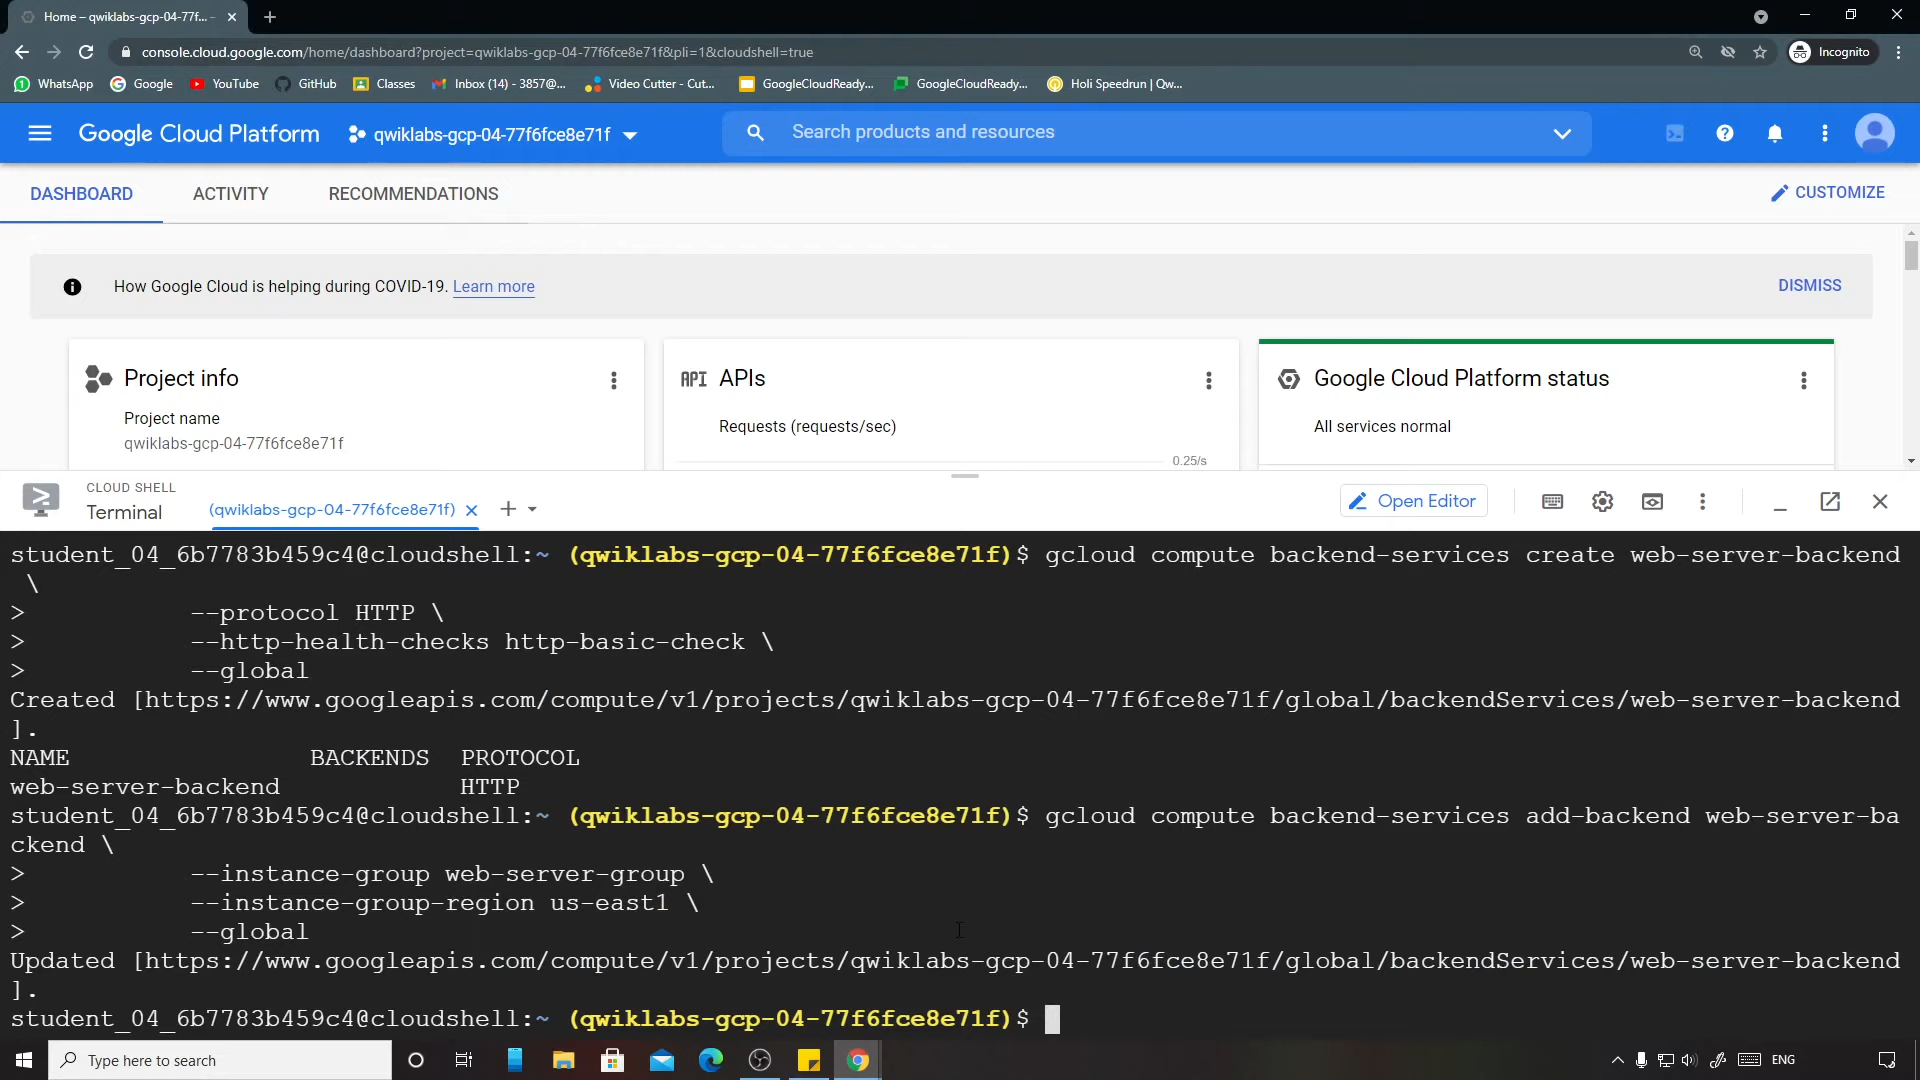 Home – qwiklabs-gcp-04-77f...
console.cloud.google.com/home/dashboard?project=qwiklabs-gcp-04-77f6fce8e71f&pli=1&cloudshell=true
Incognito
WhatsApp Google YouTube GitHub Classes Inbox (14) - 3857@... Video Cutter - Cut... GoogleCloudReady... GoogleCloudReady... Holi Speedrun | Qw...
Google Cloud Platform qwiklabs-gcp-04-77f6fce8e71f Search products and resources
DASHBOARD ACTIVITY RECOMMENDATIONS CUSTOMIZE
How Google Cloud is helping during COVID-19. Learn more DISMISS
Project info API APIs Google Cloud Platform status
Project name Requests (requests/sec) All services normal
qwiklabs-gcp-04-77f6fce8e71f
0.25/s
CLOUD SHELL
Terminal (qwiklabs-gcp-04-77f6fce8e71f) Open Editor
student_04_6b7783b459c4@cloudshell:~ (qwiklabs-gcp-04-77f6fce8e71f)$ gcloud compute backend-services create web-server-backend
\
> --protocol HTTP \
> --http-health-checks http-basic-check \
> --global
Created [https://www.googleapis.com/compute/v1/projects/qwiklabs-gcp-04-77f6fce8e71f/global/backendServices/web-server-backend
].
NAME BACKENDS PROTOCOL
web-server-backend HTTP
student_04_6b7783b459c4@cloudshell:~ (qwiklabs-gcp-04-77f6fce8e71f)$ gcloud compute backend-services add-backend web-server-ba
ckend \
> --instance-group web-server-group \
> --instance-group-region us-east1 \
> --global
Updated [https://www.googleapis.com/compute/v1/projects/qwiklabs-gcp-04-77f6fce8e71f/global/backendServices/web-server-backend
].
student_04_6b7783b459c4@cloudshell:~ (qwiklabs-gcp-04-77f6fce8e71f)$
Type here to search ENG